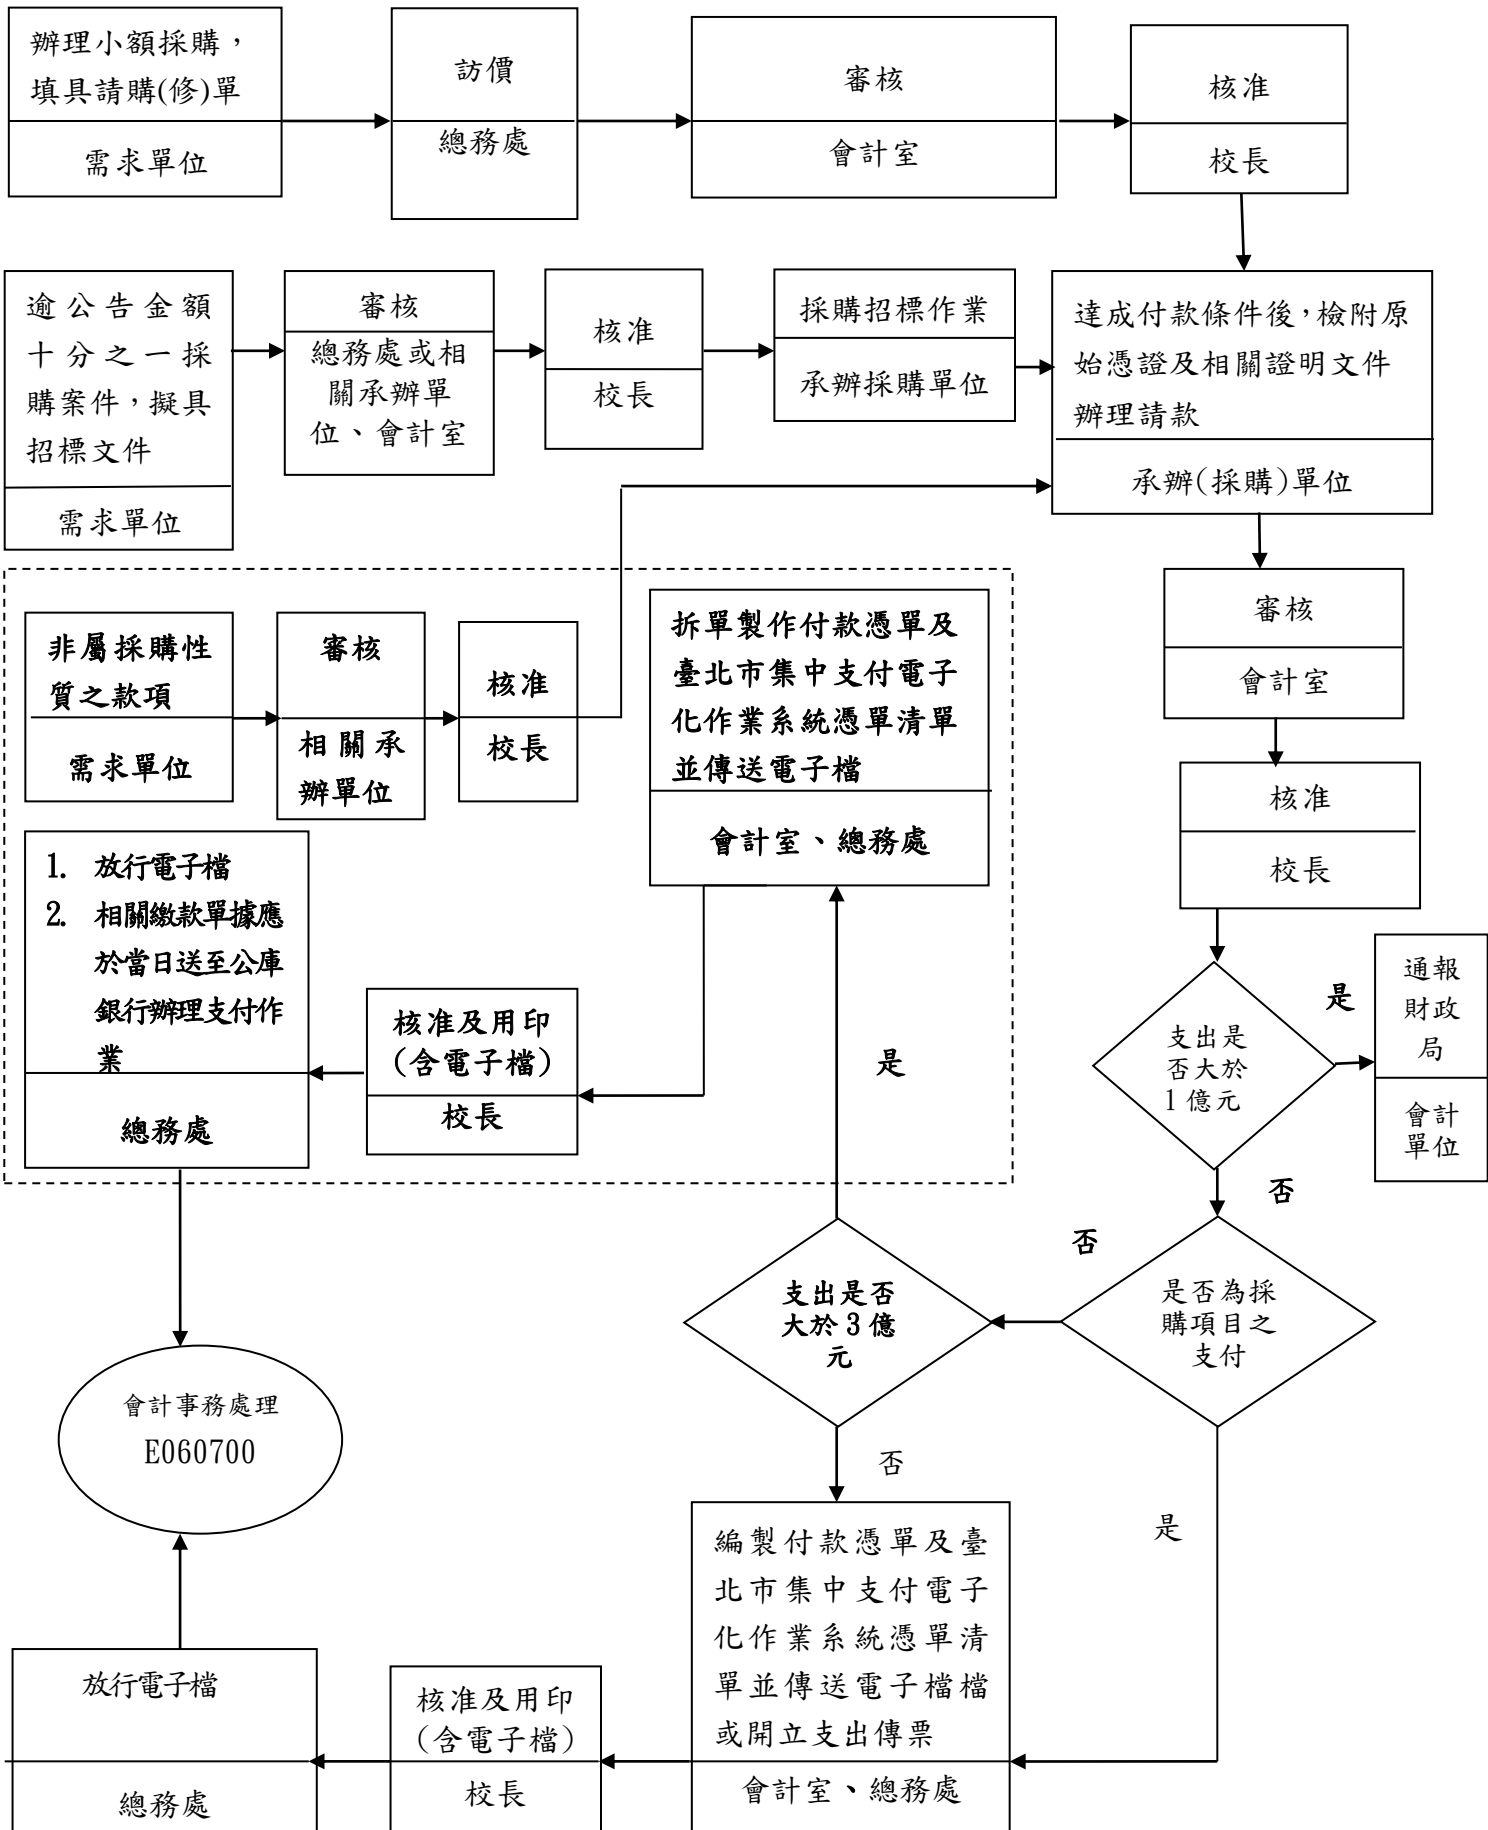 辦理小額採購，
填具請購(修)單
需求單位
訪價
總務處
審核
會計室
核准
校長
逾公告金額
十分之一採
購案件，擬具
招標文件
需求單位
審核
總務處或相
關承辦單
位、會計室
核准
校長
採購招標作業
承辦採購單位
達成付款條件後，檢附原
始憑證及相關證明文件
辦理請款
承辦(採購)單位
非屬採購性
質之款項
需求單位
審核
相關承
辦單位
核准
校長
拆單製作付款憑單及
臺北市集中支付電子
化作業系統憑單清單
並傳送電子檔
會計室、總務處
審核
會計室
核准
校長
1. 放行電子檔
2. 相關繳款單據應
於當日送至公庫
銀行辦理支付作
業
總務處
核准及用印
(含電子檔)
校長
是
支出是
否大於
1 億元
是
通報
財政
局
會計
單位
否
否
支出是否
大於 3 億
元
是否為採
購項目之
支付
會計事務處理
E060700
否
是
編製付款憑單及臺
北市集中支付電子
化作業系統憑單清
單並傳送電子檔檔
或開立支出傳票
會計室、總務處
核准及用印
(含電子檔)
校長
放行電子檔
總務處